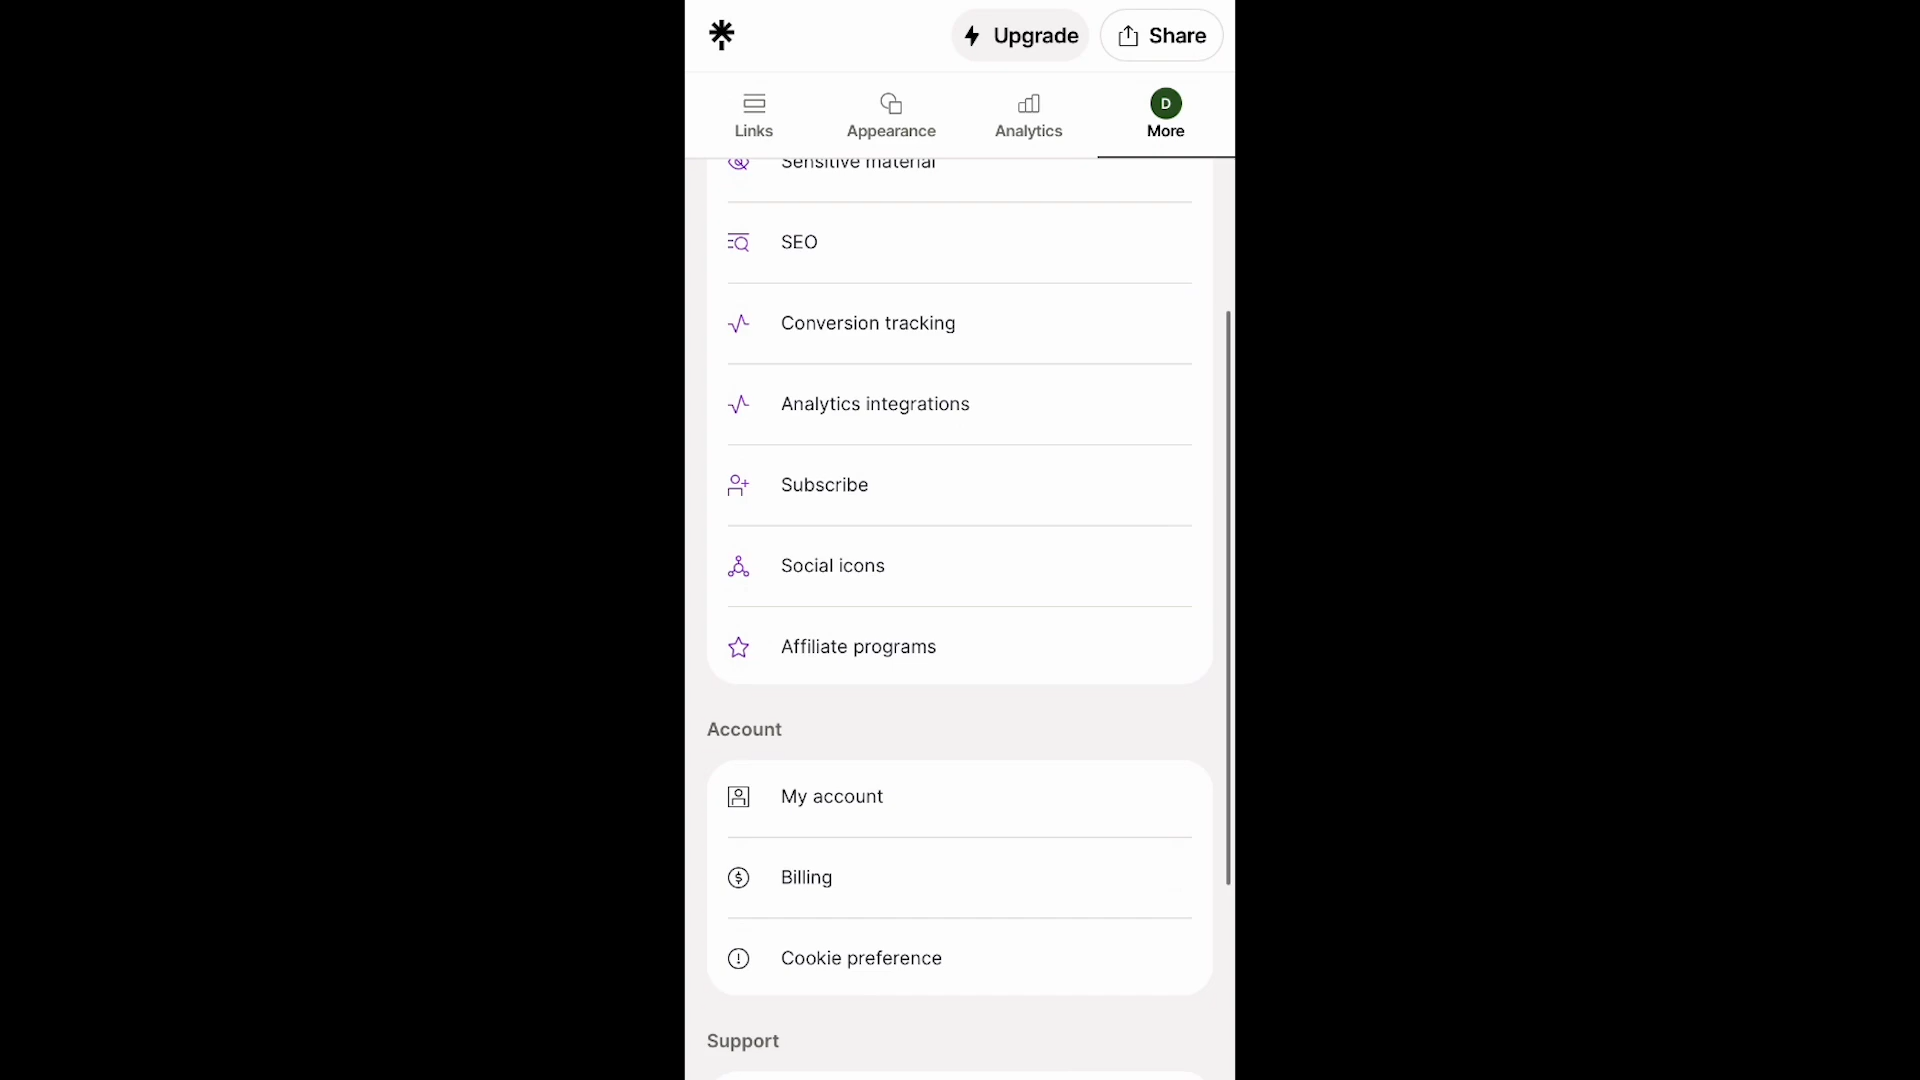 Upgrade
Share
Links
Appearance
Analytics
D
More
Sensitive material
SEO
Conversion tracking
Analytics integrations
Subscribe
Social icons
Affiliate programs
Account
My account
Billing
Cookie preference
Support